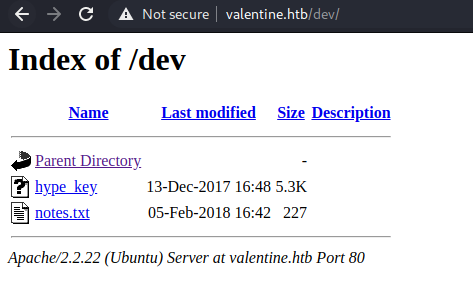 Not secure | valentine.htb/dev/
Index of /dev
Name Last modified Size Description
Parent Directory -
hype_key 13-Dec-2017 16:48 5.3K
notes.txt 05-Feb-2018 16:42 227
Apache/2.2.22 (Ubuntu) Server at valentine.htb Port 80